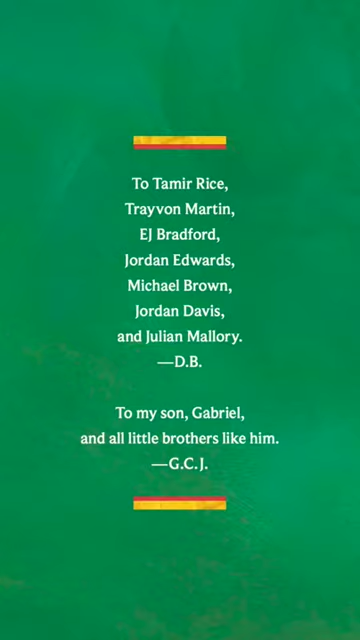 To Tamir Rice,
Trayvon Martin,
EJ Bradford,
Jordan Edwards,
Michael Brown,
Jordan Davis,
and Julian Mallory.
—D.B.
To my son, Gabriel,
and all little brothers like him.
—G.C.J.